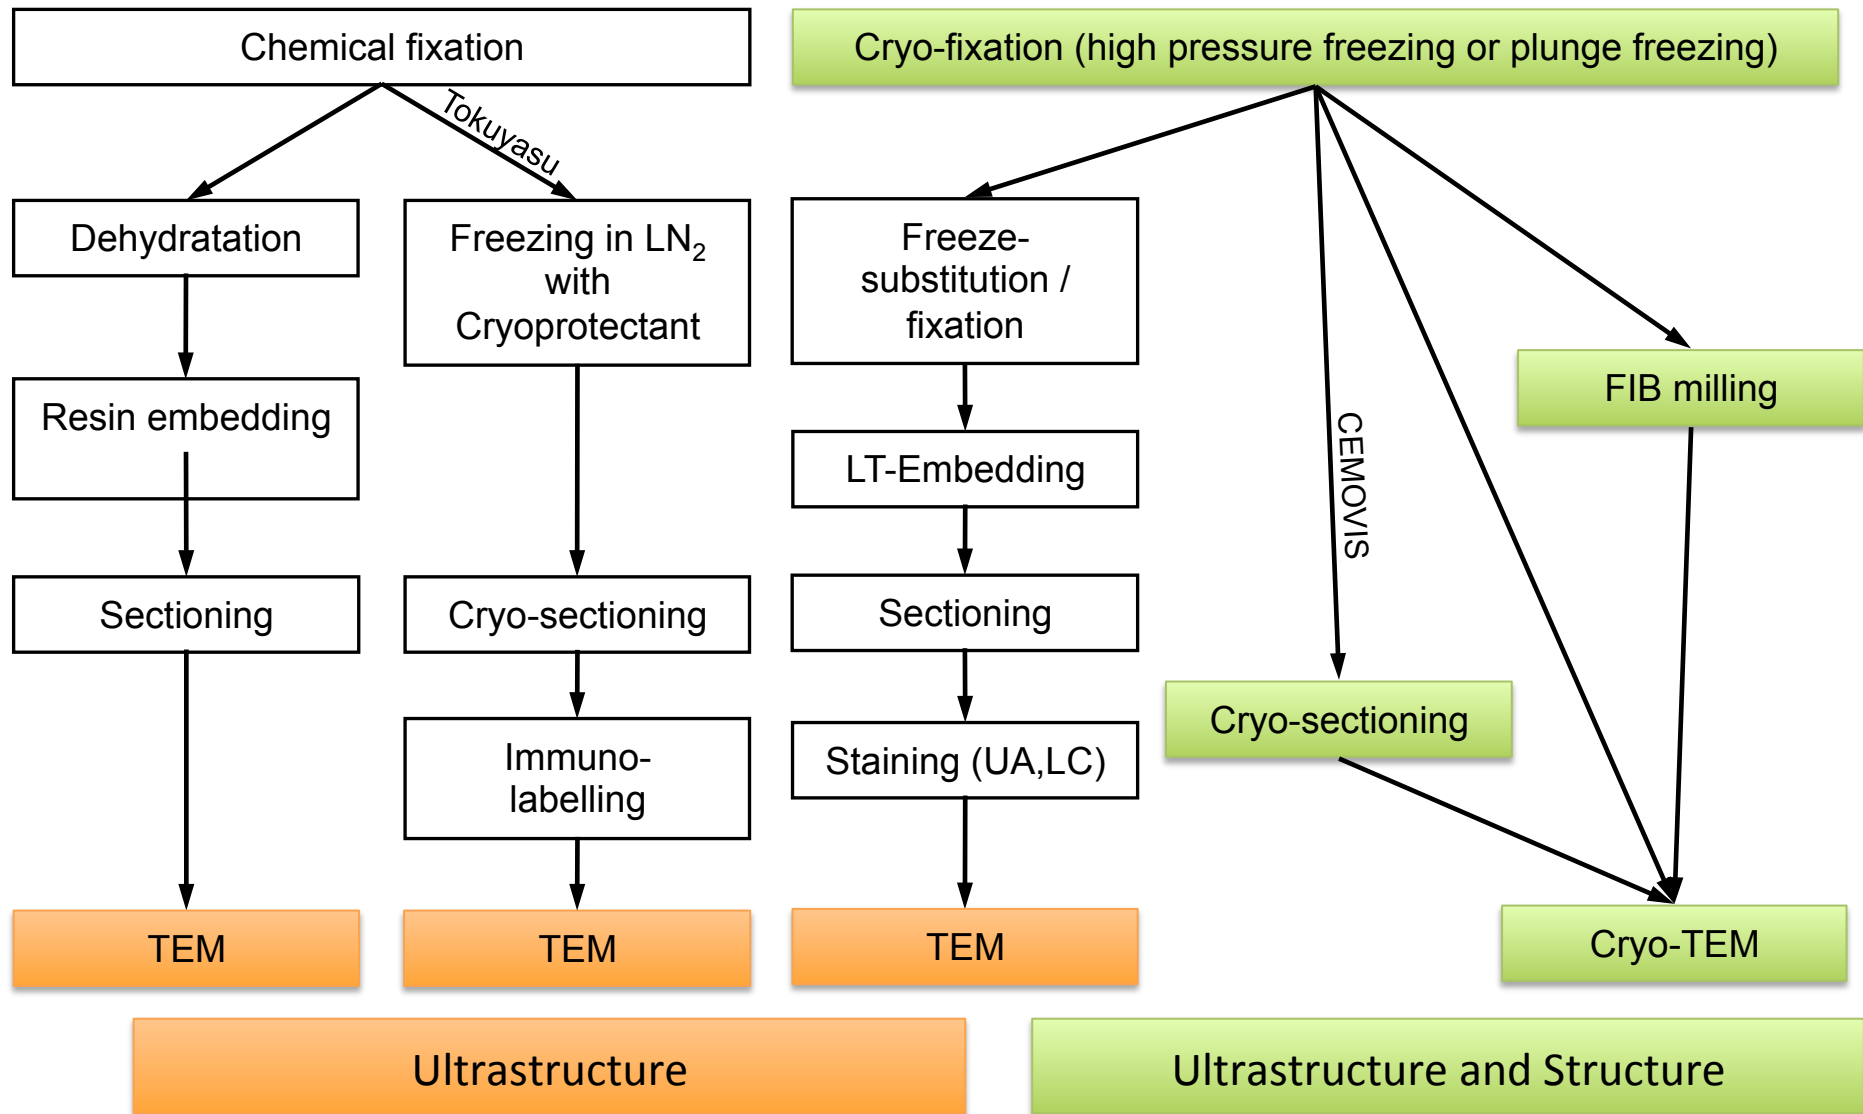 Chemical fixation
Cryo-fixation (high pressure freezing or plunge freezing)
Tokuyasu
Dehydratation
Freezing in LN2
with
Cryoprotectant
Freeze-
substitution /
fixation
FIB milling
Resin embedding
CEMOVIS
LT-Embedding
Sectioning
Cryo-sectioning
Sectioning
Cryo-sectioning
Immuno-
labelling
Staining (UA,LC)
TEM
TEM
TEM
Cryo-TEM
Ultrastructure
Ultrastructure and Structure